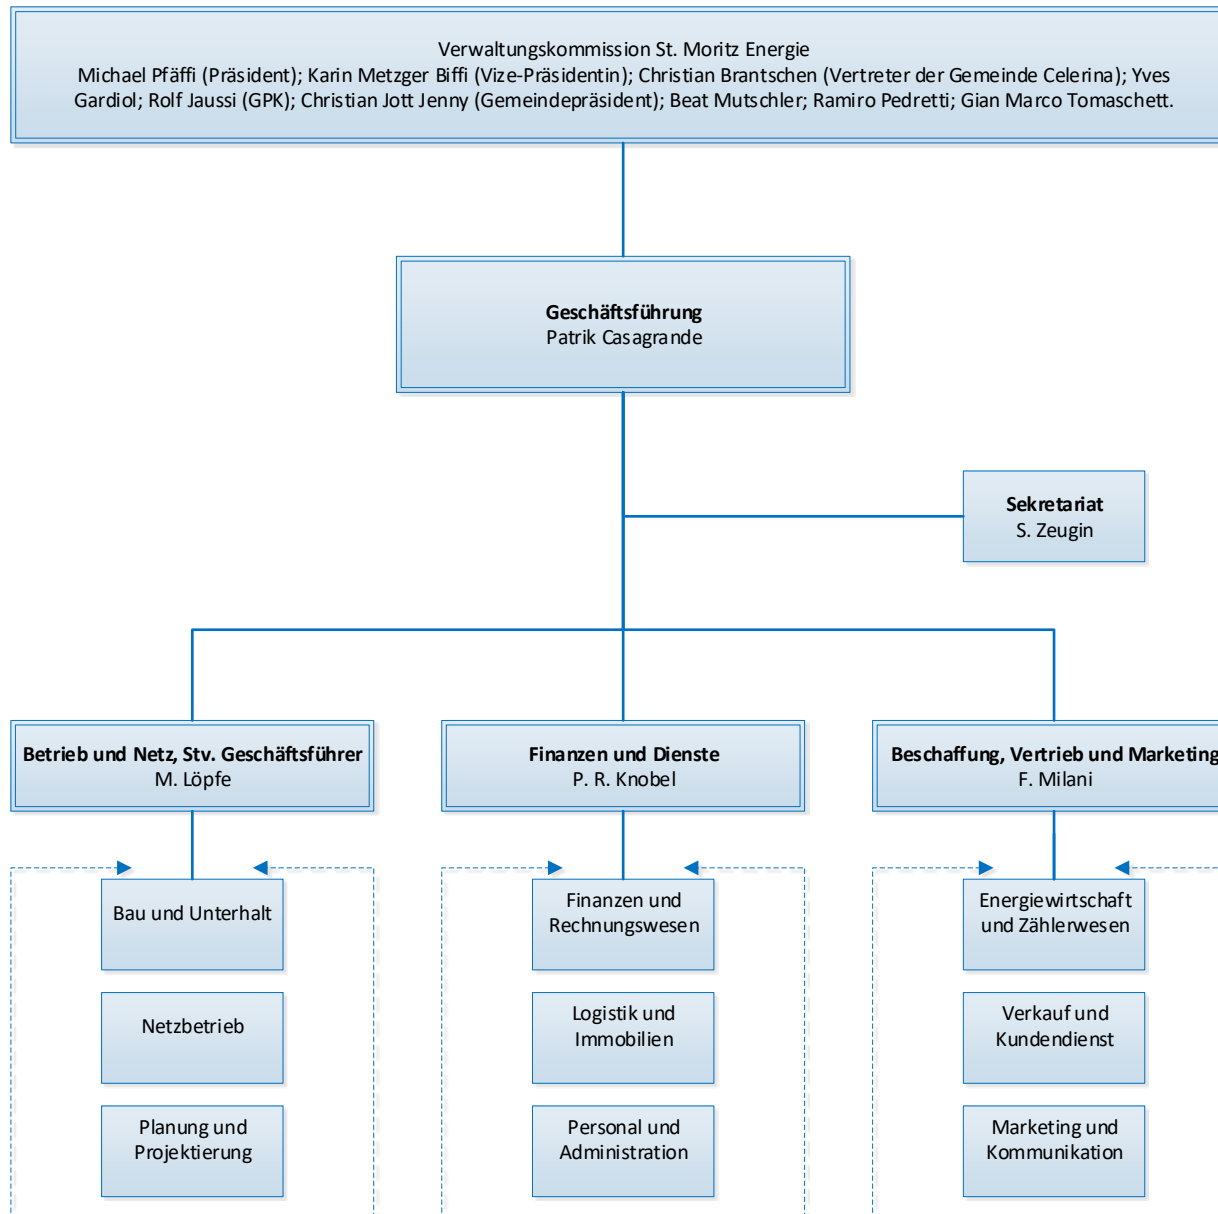 Verwaltungskommission St. Moritz Energie
Michael Pfäffi (Präsident); Karin Metzger Biffi (Vize-Präsidentin); Christian Brantschen (Vertreter der Gemeinde Celerina); Yves
Gardiol; Rolf Jaussi (GPK); Christian Jott Jenny (Gemeindepräsident); Beat Mutschler; Ramiro Pedretti; Gian Marco Tomaschett.
Geschäftsführung
Patrik Casagrande
Sekretariat
S. Zeugin
Betrieb und Netz, Stv. Geschäftsführer
M. Löpfe
Finanzen und Dienste
P. R. Knobel
Beschaffung, Vertrieb und Marketing
F. Milani
Bau und Unterhalt
Finanzen und
Rechnungswesen
Energiewirtschaft
und Zählerwesen
Netzbetrieb
Logistik und
Immobilien
Verkauf und
Kundendienst
Planung und
Projektierung
Personal und
Administration
Marketing und
Kommunikation